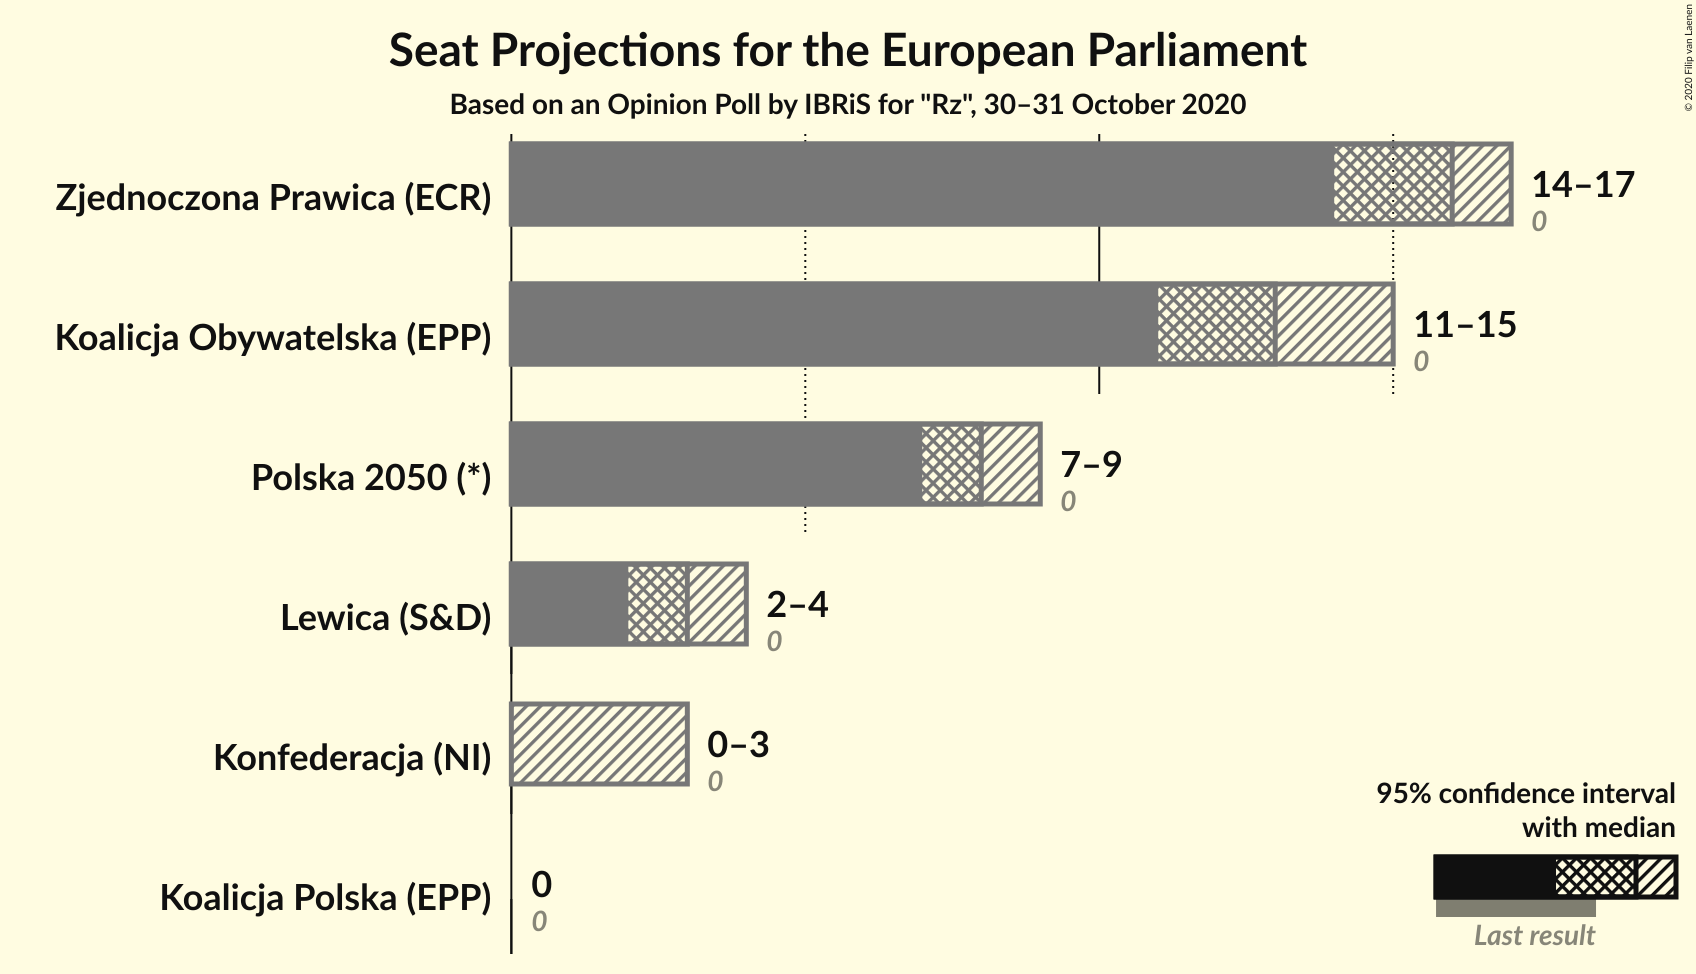 Seat Projections for the European Parliament
Based on an Opinion Poll by IBRiS for "Rz", 30–31 October 2020
© 2020 Filip van Laenen
Zjednoczona Prawica (ECR)
14–17
0
Koalicja Obywatelska (EPP)
11–15
0
Polska 2050 (*)
7–9
0
Lewica (S&D)
2–4
0
Konfederacja (NI)
0–3
0
Koalicja Polska (EPP)
0
0
95% confidence interval
with median
Last result